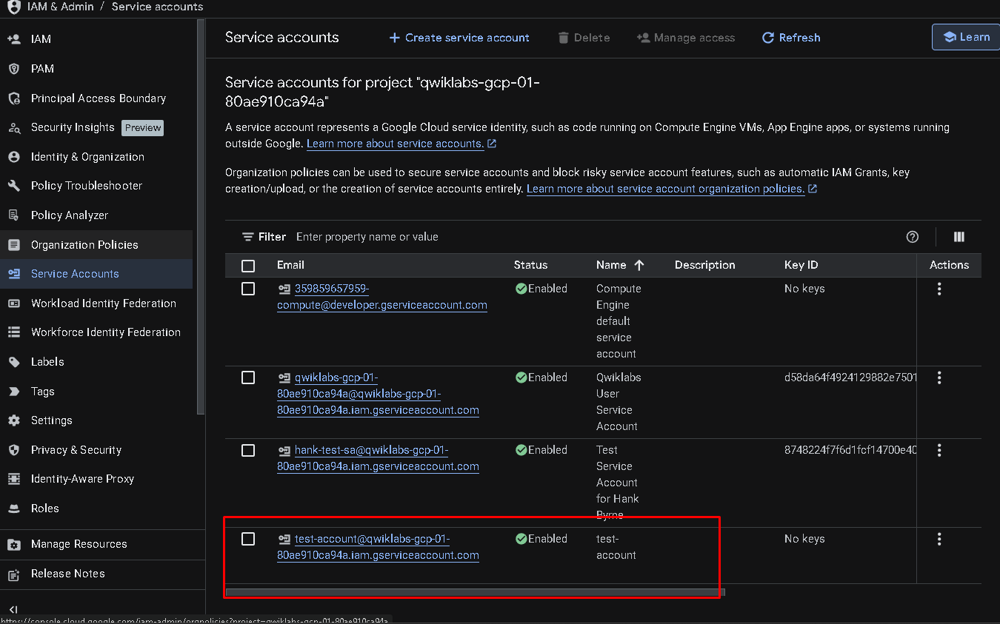 IAM & Admin / Service accounts
IAM
PAM
Principal Access Boundary
Security Insights Preview
Identity & Organization
Policy Troubleshooter
Policy Analyzer
Organization Policies
Service Accounts
Workload Identity Federation
Workforce Identity Federation
Labels
Tags
Settings
Privacy & Security
Identity-Aware Proxy
Roles
Manage Resources
Release Notes
Service accounts
Create service account
Delete
Manage access
Refresh
Learn
Service accounts for project "qwiklabs-gcp-01-
80ae910ca94a"
A service account represents a Google Cloud service identity, such as code running on Compute Engine VMs, App Engine apps, or systems running
outside Google. Learn more about service accounts.
Organization policies can be used to secure service accounts and block risky service account features, such as automatic IAM Grants, key
creation/upload, or the creation of service accounts entirely. Learn more about service account organization policies.
Filter Enter property name or value
Email Status Name Description Key ID Actions
359859657959- Enabled Compute No keys
compute@developer.gserviceaccount.com Engine
default
service
account
qwiklabs-gcp-01- Enabled Qwiklabs d58da64f4924129882e7501
80ae910ca94a@qwiklabs-gcp-01- User
80ae910ca94a.iam.gserviceaccount.com Service
Account
hank-test-sa@qwiklabs-gcp-01- Enabled Test 8748224f7f6d1fcf14700e40
80ae910ca94a.iam.gserviceaccount.com Service
Account
for Hank
Byrne
test-account@qwiklabs-gcp-01- Enabled test- No keys
80ae910ca94a.iam.gserviceaccount.com account
https://console.cloud.google.com/iam-admin/orgpolicies?project=qwiklabs-gcp-01-80ae910ca94a